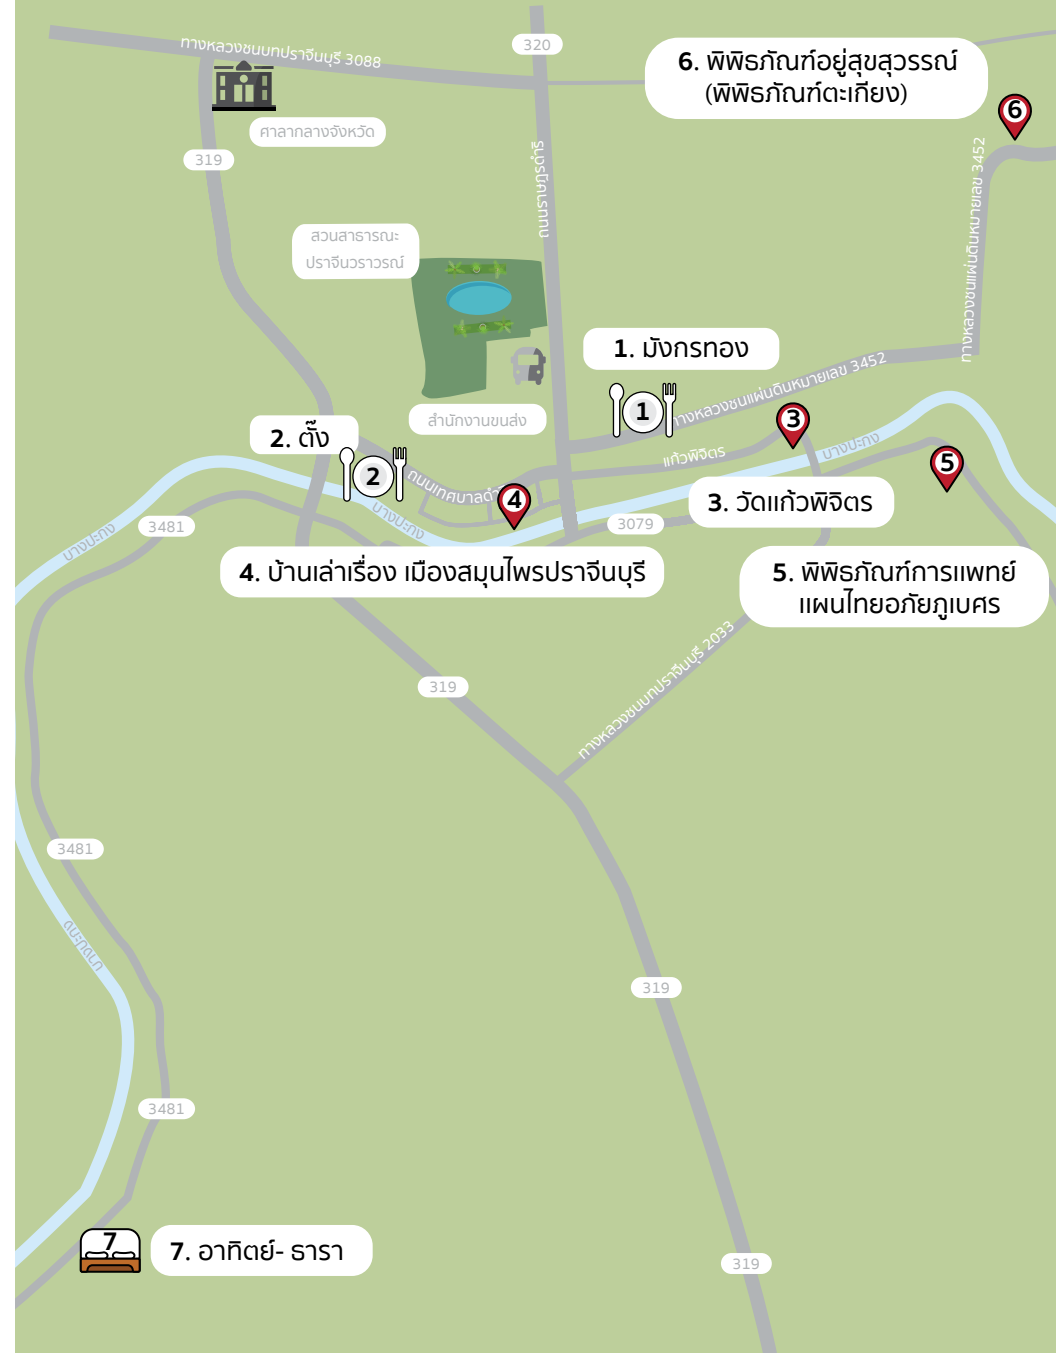 ทางหลวงชนบทปราจีนบุรี 3088
320
6. พิพิธภัณฑ์อยู่สุขสุวรรณ์
(พิพิธภัณฑ์ตะเกียง)
6
ศาลากลางจังหวัด
319
ถนนราษฎรดำริ
ทางหลวงชนแผ่นดินหมายเลข 3452
สวนสาธารณะ
ปราจีนวราวรณ์
1. มังกรทอง
ทางหลวงชนแผ่นดินหมายเลข 3452
1
สำนักงานขนส่ง
3
2. ตั๊ง
2
แก้วพิจิตร
บางปะกง
5
ถนนเทศบาลดำริ
4
3. วัดแก้วพิจิตร
บางปะกง
3481
บางปะกง
3079
4. บ้านเล่าเรื่อง เมืองสมุนไพรปราจีนบุรี
5. พิพิธภัณฑ์การแพทย์
แผนไทยอภัยภูเบศร
319
ทางหลวงชนบทปราจีนบุรี 2033
3481
319
3481
7
7. อาทิตย์- ธารา
319